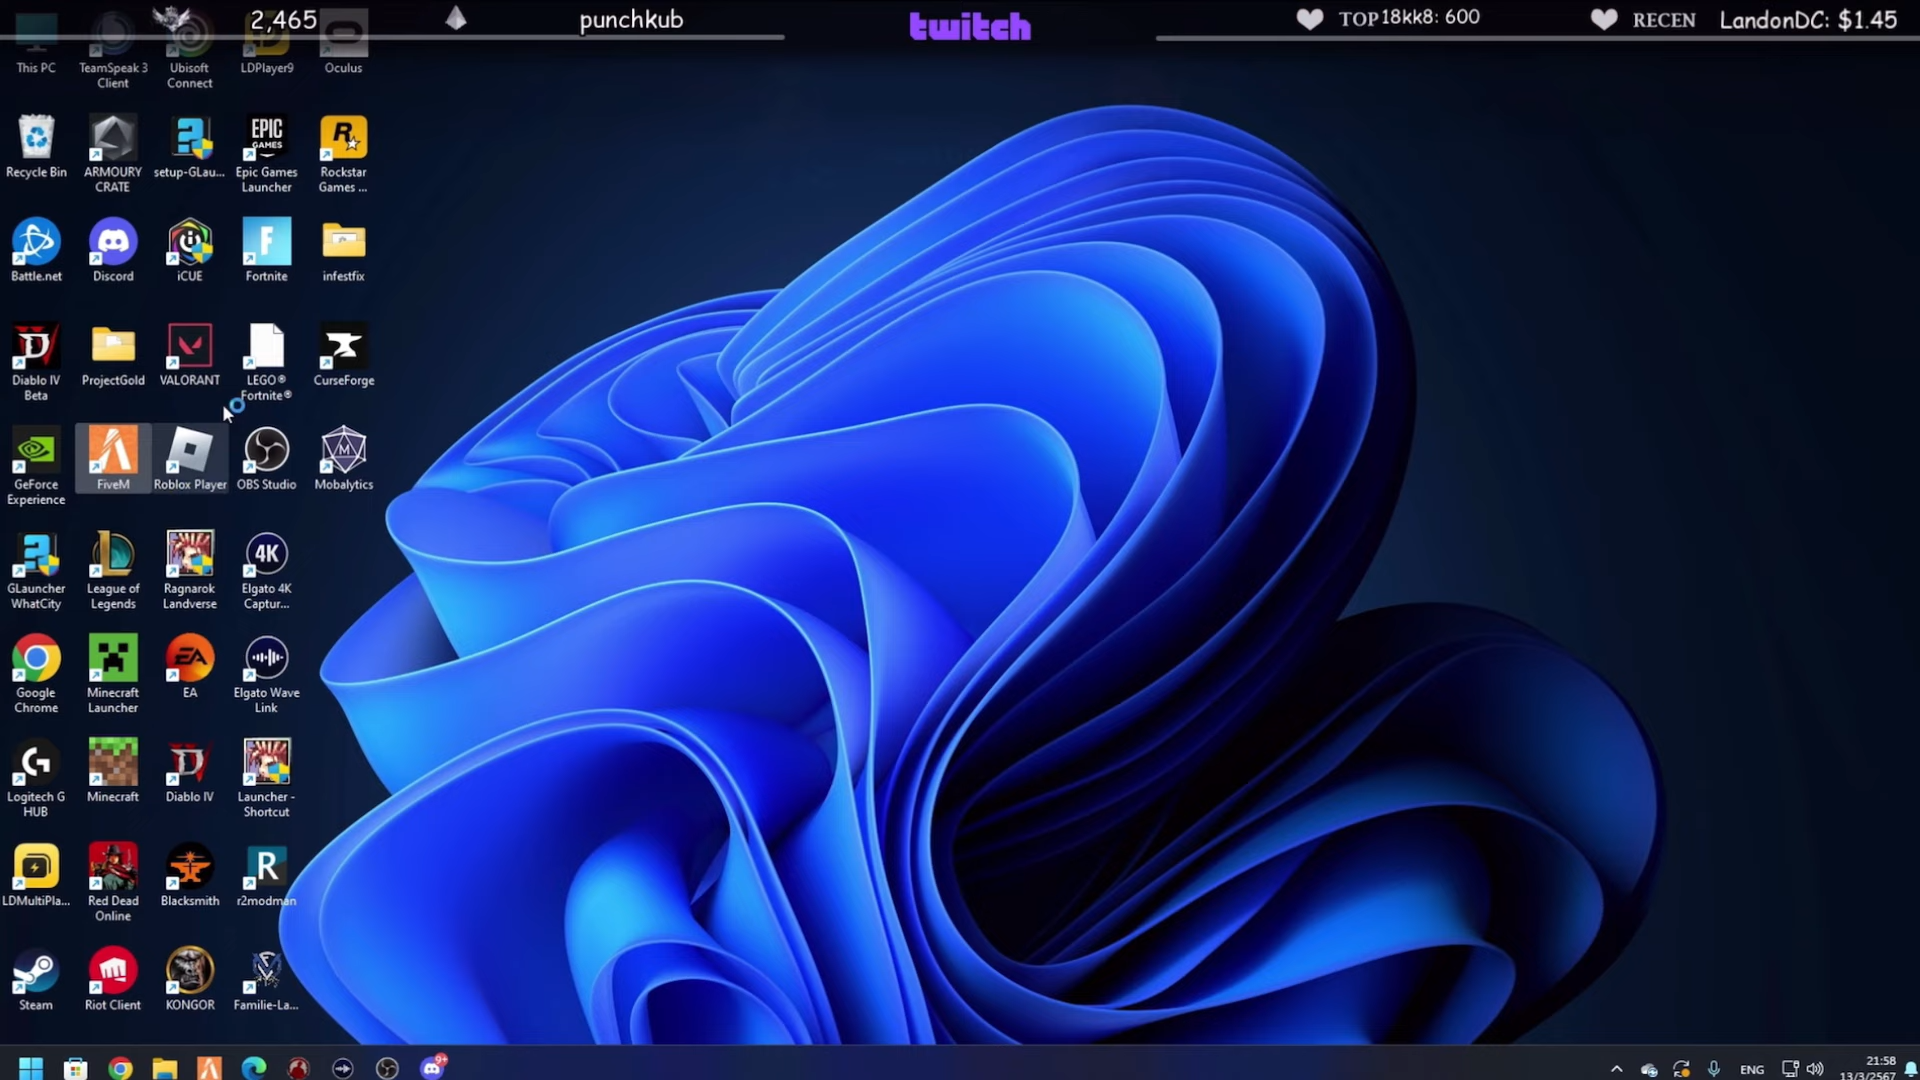 2,465
punchkub
twitch
TOP 18kk8: 600
RECEN
LandonDC: $1.45
This PC
TeamSpeak 3
Client
Ubisoft
Connect
LDPlayer9
Oculus
Recycle Bin
ARMOURY
CRATE
setup-GLau...
EPIC
GAMES
Epic Games
Launcher
Rockstar
Games ...
Battle.net
Discord
iCUE
Fortnite
infestfix
Diablo IV
Beta
ProjectGold
VALORANT
LEGO®
Fortnite®
CurseForge
GeForce
Experience
FiveM
Roblox Player
OBS Studio
Mobalytics
GLauncher
WhatCity
League of
Legends
Ragnarok
Landverse
4K
Elgato 4K
Captur...
Google
Chrome
Minecraft
Launcher
EA
EA
Elgato Wave
Link
Logitech G
HUB
Minecraft
Diablo IV
Launcher -
Shortcut
LDMultiPla...
Red Dead
Online
Blacksmith
r2modman
Steam
Riot Client
KONGOR
Familie-La...
9+
ENG
21:58
13/3/2567